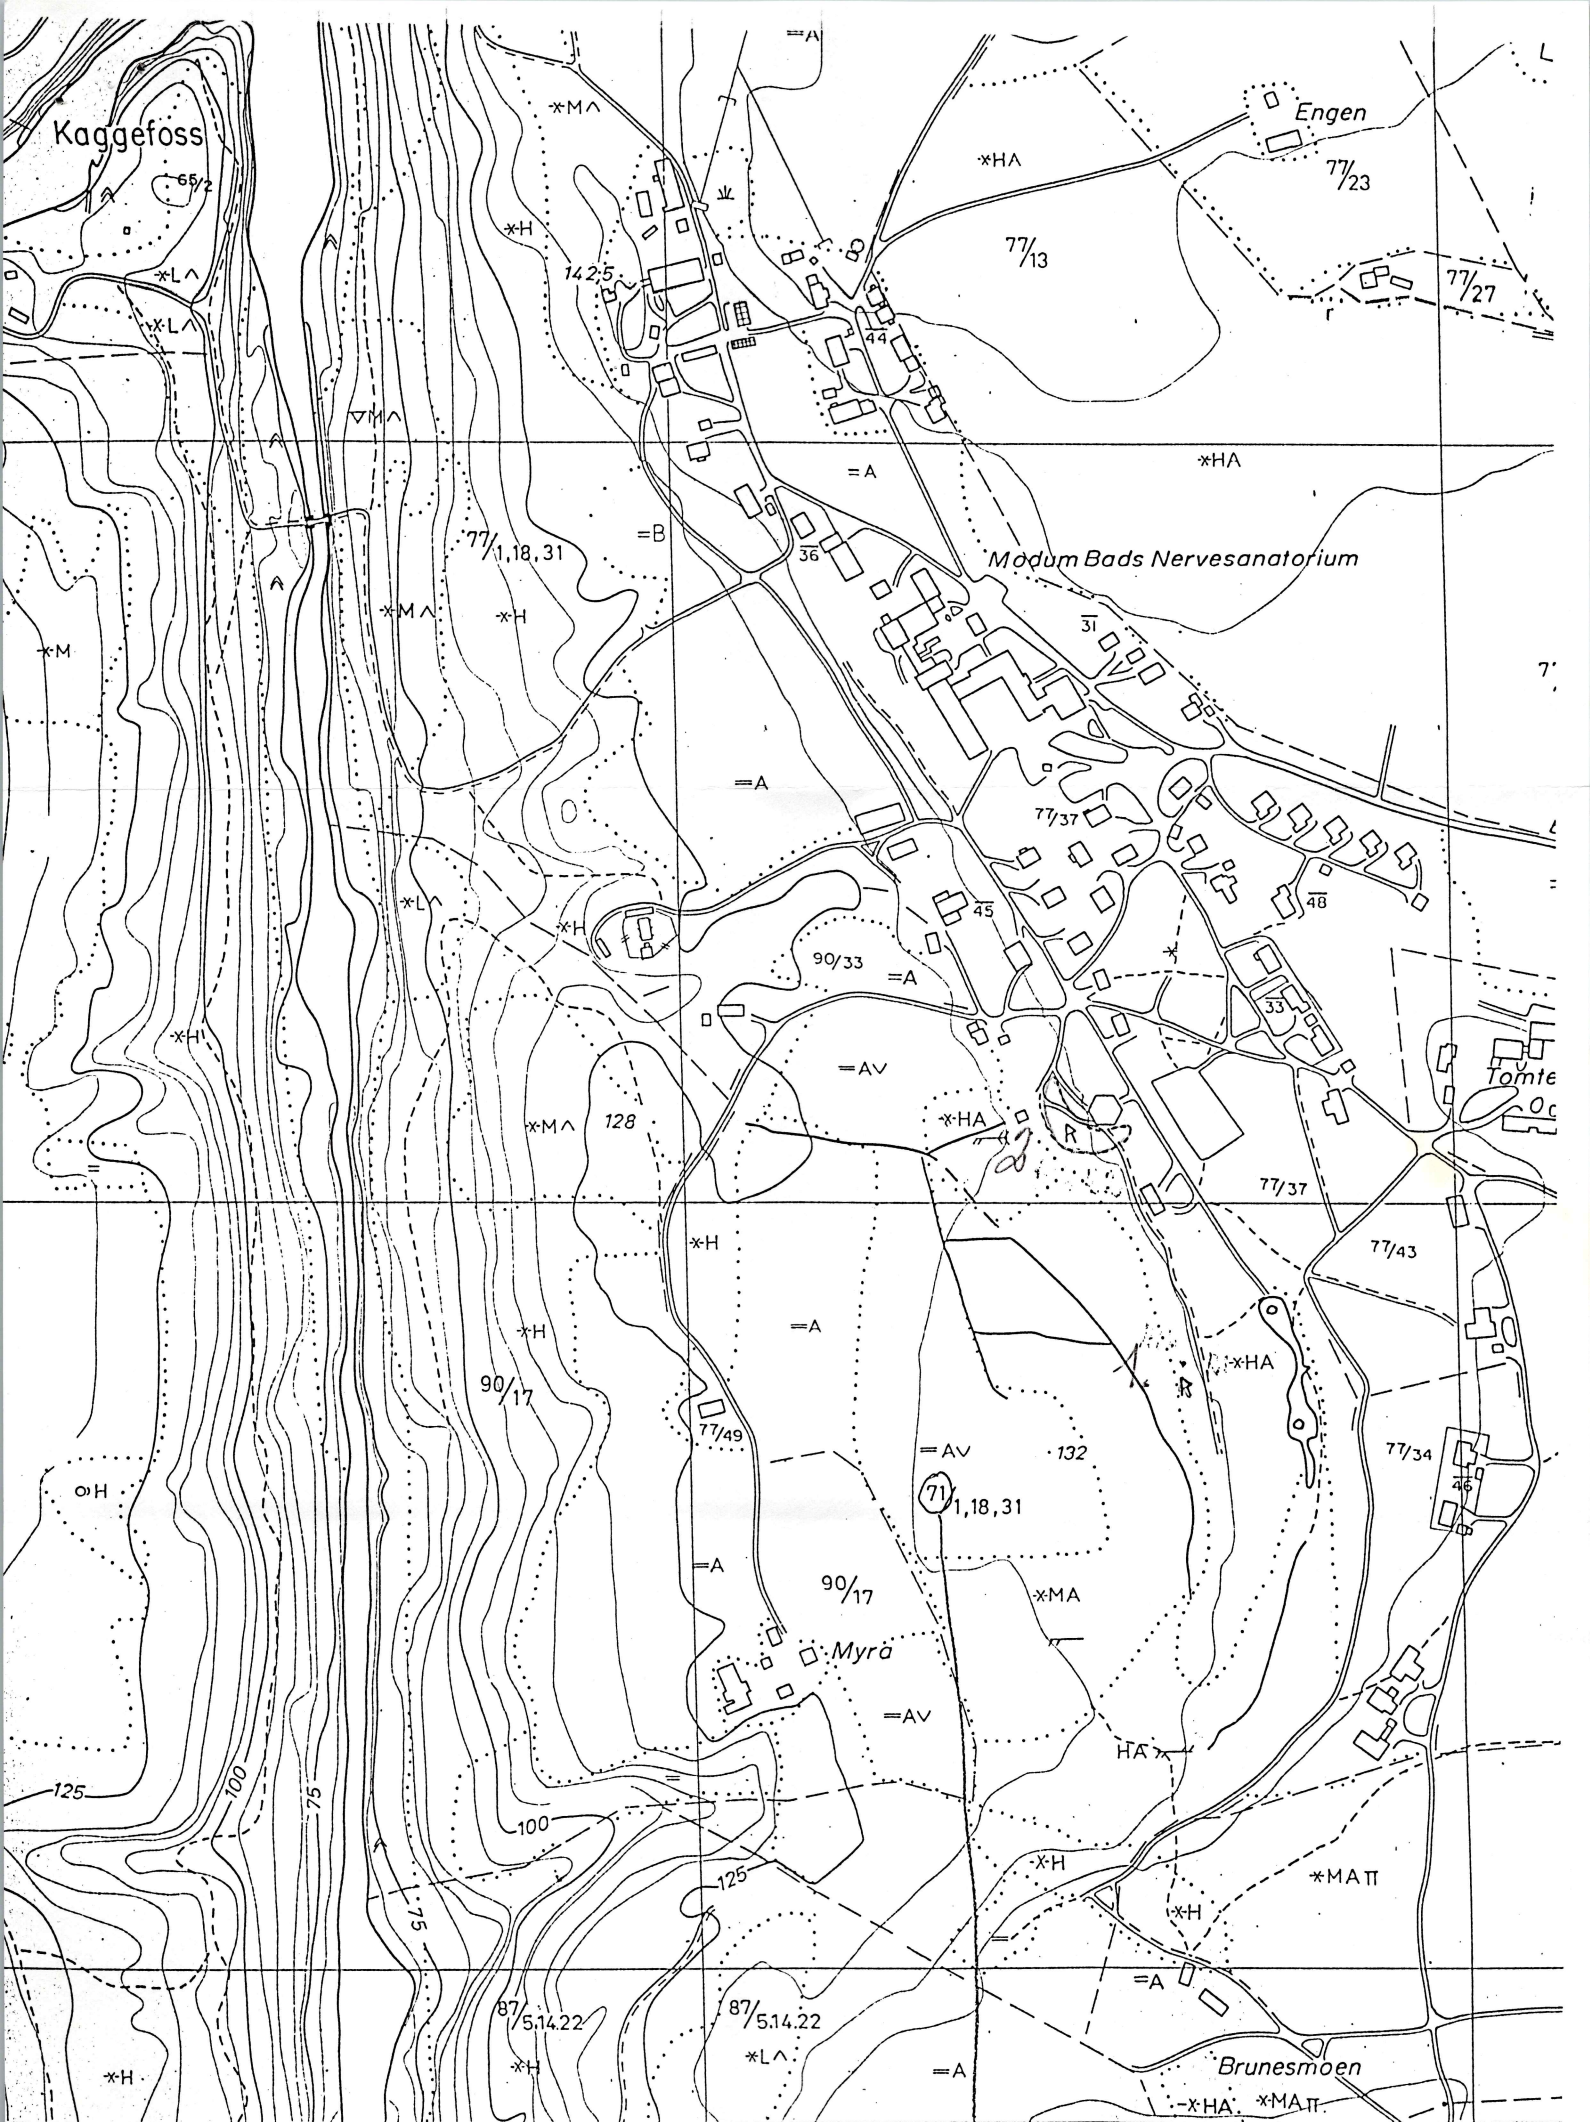 =A
L
-x-M^
Kaggefoss
Engen
*HA
77/23
65/2
-x-H
77/13
142,5
-x-L^
77/27
-x-L^
44
▽M^
=A
*HA
=B
77/1,18,31
36
Modum Bads Nervesanatorium
-x-M^
-x-H
31
-x-M
=A
77/37
-x-L^
45
48
-x-H
90/33
=A
33
-x-H
=AV
Tomte
-x-M^
128
-x-HA
R
=
77/37
-x-H
77/43
=A
-x-H
-x-HA
R
90/17
77/49
=AV
132
77/34
46
O)H
71/1,18,31
=A
90/17
-x-MA
Myra
=AV
HA
125
100
75
=
100
-x-H
125
*MAΠ
75
-x-H
=
=A
87/5.14.22
87/5.14.22
*L^
-x-H
-x-H
=A
Brunesmoen
-x-HA
*MAΠ